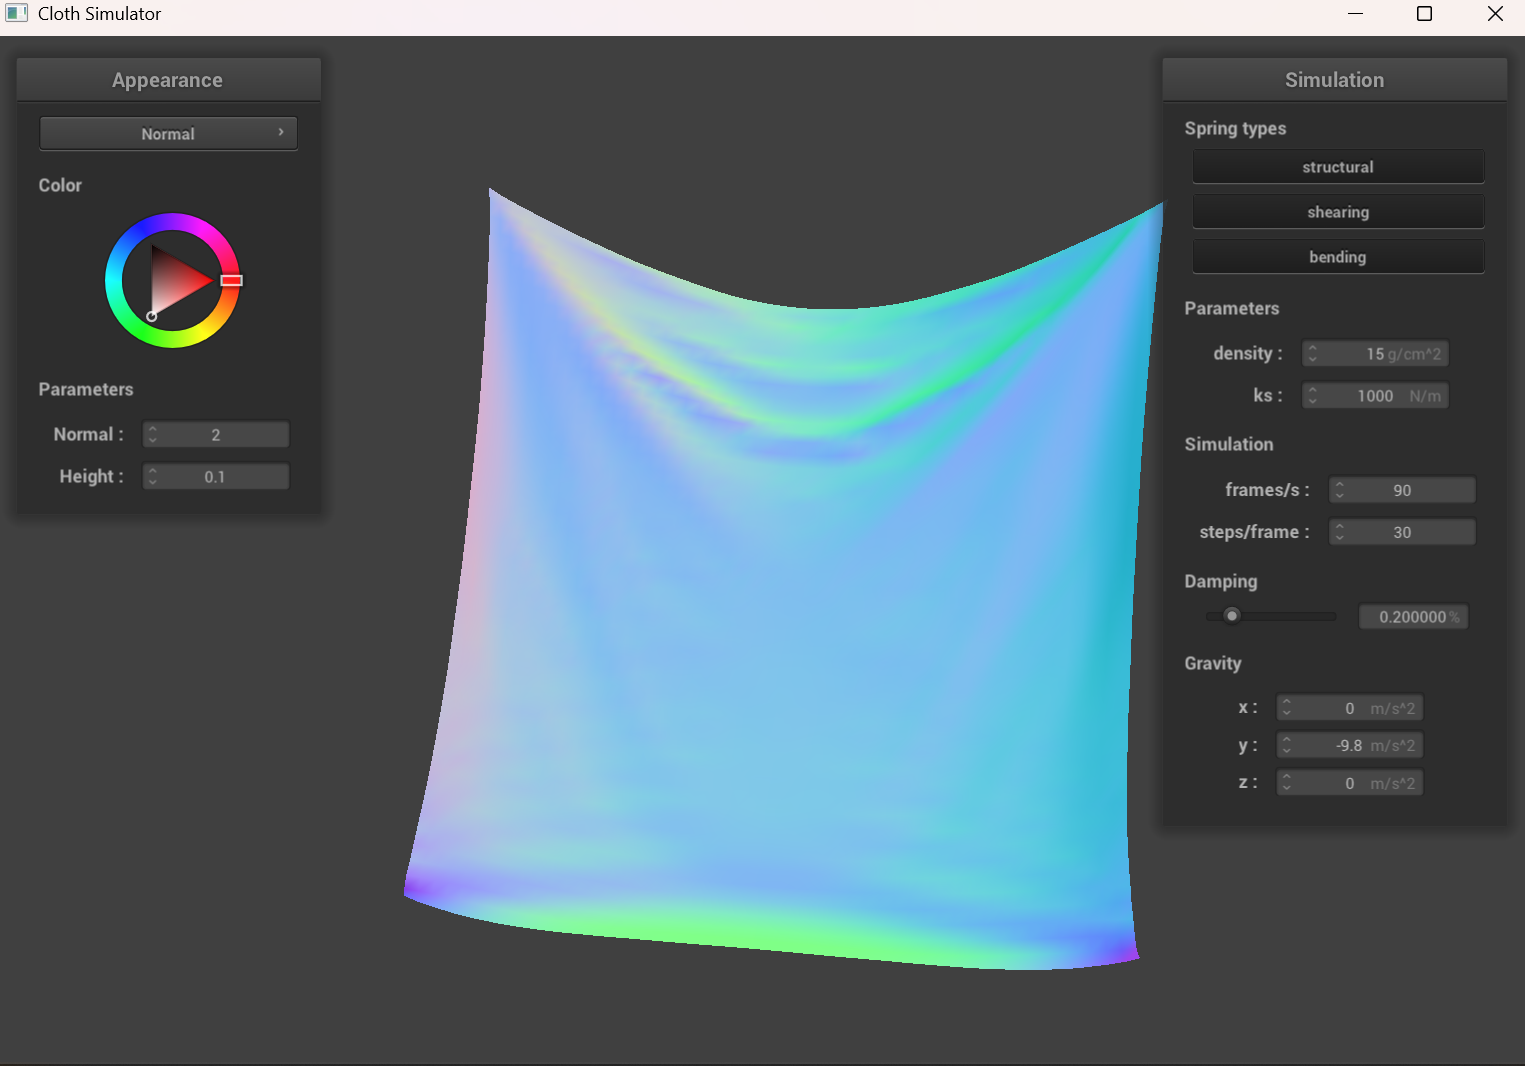 Cloth Simulator
Appearance
Normal
Color
Parameters
Normal : 2
Height : 0.1
Simulation
Spring types
structural
shearing
bending
Parameters
density : 15 g/cm^2
ks : 1000 N/m
Simulation
frames/s : 90
steps/frame : 30
Damping
0.200000 %
Gravity
x : 0 m/s^2
y : -9.8 m/s^2
z : 0 m/s^2